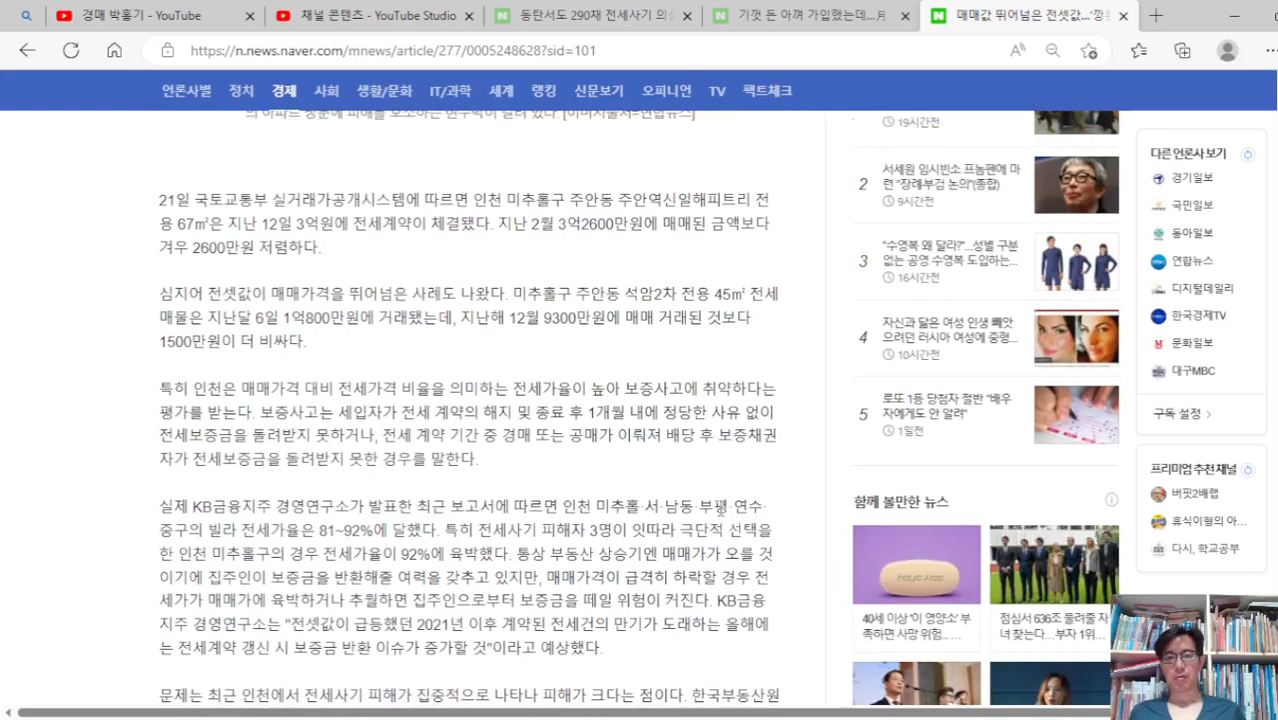 경매 박홍기 - YouTube
채널 콘텐츠 - YouTube Studio
동탄서도 290채 전세사기 의
기껏 돈 아껴 가입했는데...月
매매값 뛰어넘은 전셋값…'깡
https://n.news.naver.com/mnews/article/277/0005248628?sid=101
언론사별 정치 경제 사회 생활/문화 IT/과학 세계 랭킹 신문보기 오피니언 TV 팩트체크
21일 국토교통부 실거래가공개시스템에 따르면 인천 미추홀구 주안동 주안역신일해피트리 전
용 67㎡은 지난 12일 3억원에 전세계약이 체결됐다. 지난 2월 3억2600만원에 매매된 금액보다
겨우 2600만원 저렴하다.
심지어 전셋값이 매매가격을 뛰어넘은 사례도 나왔다. 미추홀구 주안동 석암2차 전용 45㎡ 전세
매물은 지난달 6일 1억800만원에 거래됐는데, 지난해 12월 9300만원에 매매 거래된 것보다
1500만원이 더 비싸다.
특히 인천은 매매가격 대비 전세가격 비율을 의미하는 전세가율이 높아 보증사고에 취약하다는
평가를 받는다. 보증사고는 세입자가 전세 계약의 해지 및 종료 후 1개월 내에 정당한 사유 없이
전세보증금을 돌려받지 못하거나, 전세 계약 기간 중 경매 또는 공매가 이뤄져 배당 후 보증채권
자가 전세보증금을 돌려받지 못한 경우를 말한다.
실제 KB금융지주 경영연구소가 발표한 최근 보고서에 따르면 인천 미추홀·서·남동·부평·연수·
중구의 빌라 전세가율은 81~92%에 달했다. 특히 전세사기 피해자 3명이 잇따라 극단적 선택을
한 인천 미추홀구의 경우 전세가율이 92%에 육박했다. 통상 부동산 상승기엔 매매가가 오를 것
이기에 집주인이 보증금을 반환해줄 여력을 갖추고 있지만, 매매가격이 급격히 하락할 경우 전
세가가 매매가에 육박하거나 추월하면 집주인으로부터 보증금을 떼일 위험이 커진다. KB금융
지주 경영연구소는 "전셋값이 급등했던 2021년 이후 계약된 전세건의 만기가 도래하는 올해에
는 전세계약 갱신 시 보증금 반환 이슈가 증가할 것"이라고 예상했다.
문제는 최근 인천에서 전세사기 피해가 집중적으로 나타나 피해가 크다는 점이다. 한국부동산원
19시간전
2
서세원 임시빈소 프놈펜에 마
련 "장례부검 논의"(종합)
9시간전
3
"수영복 왜 달라?"...성별 구분
없는 공영 수영복 도입하는...
16시간전
4
자신과 닮은 여성 인생 빼앗
으려던 러시아 여성에 중형...
10시간전
5
로또 1등 당첨자 절반 "배우
자에게도 안 알려"
1일전
함께 볼만한 뉴스
FOLIC ACID
40세 이상 '이 영양소' 부
족하면 사망 위험... ...
점심서 636조 물려줄 자
녀 찾는다...부자 1위...
다른 언론사 보기
경기일보
국민일보
동아일보
연합뉴스
디지털데일리
한국경제TV
문화일보
대구MBC
구독 설정
프리미엄 추천 채널
버핏2배랩
휴식이형의 아...
다시, 학교공부